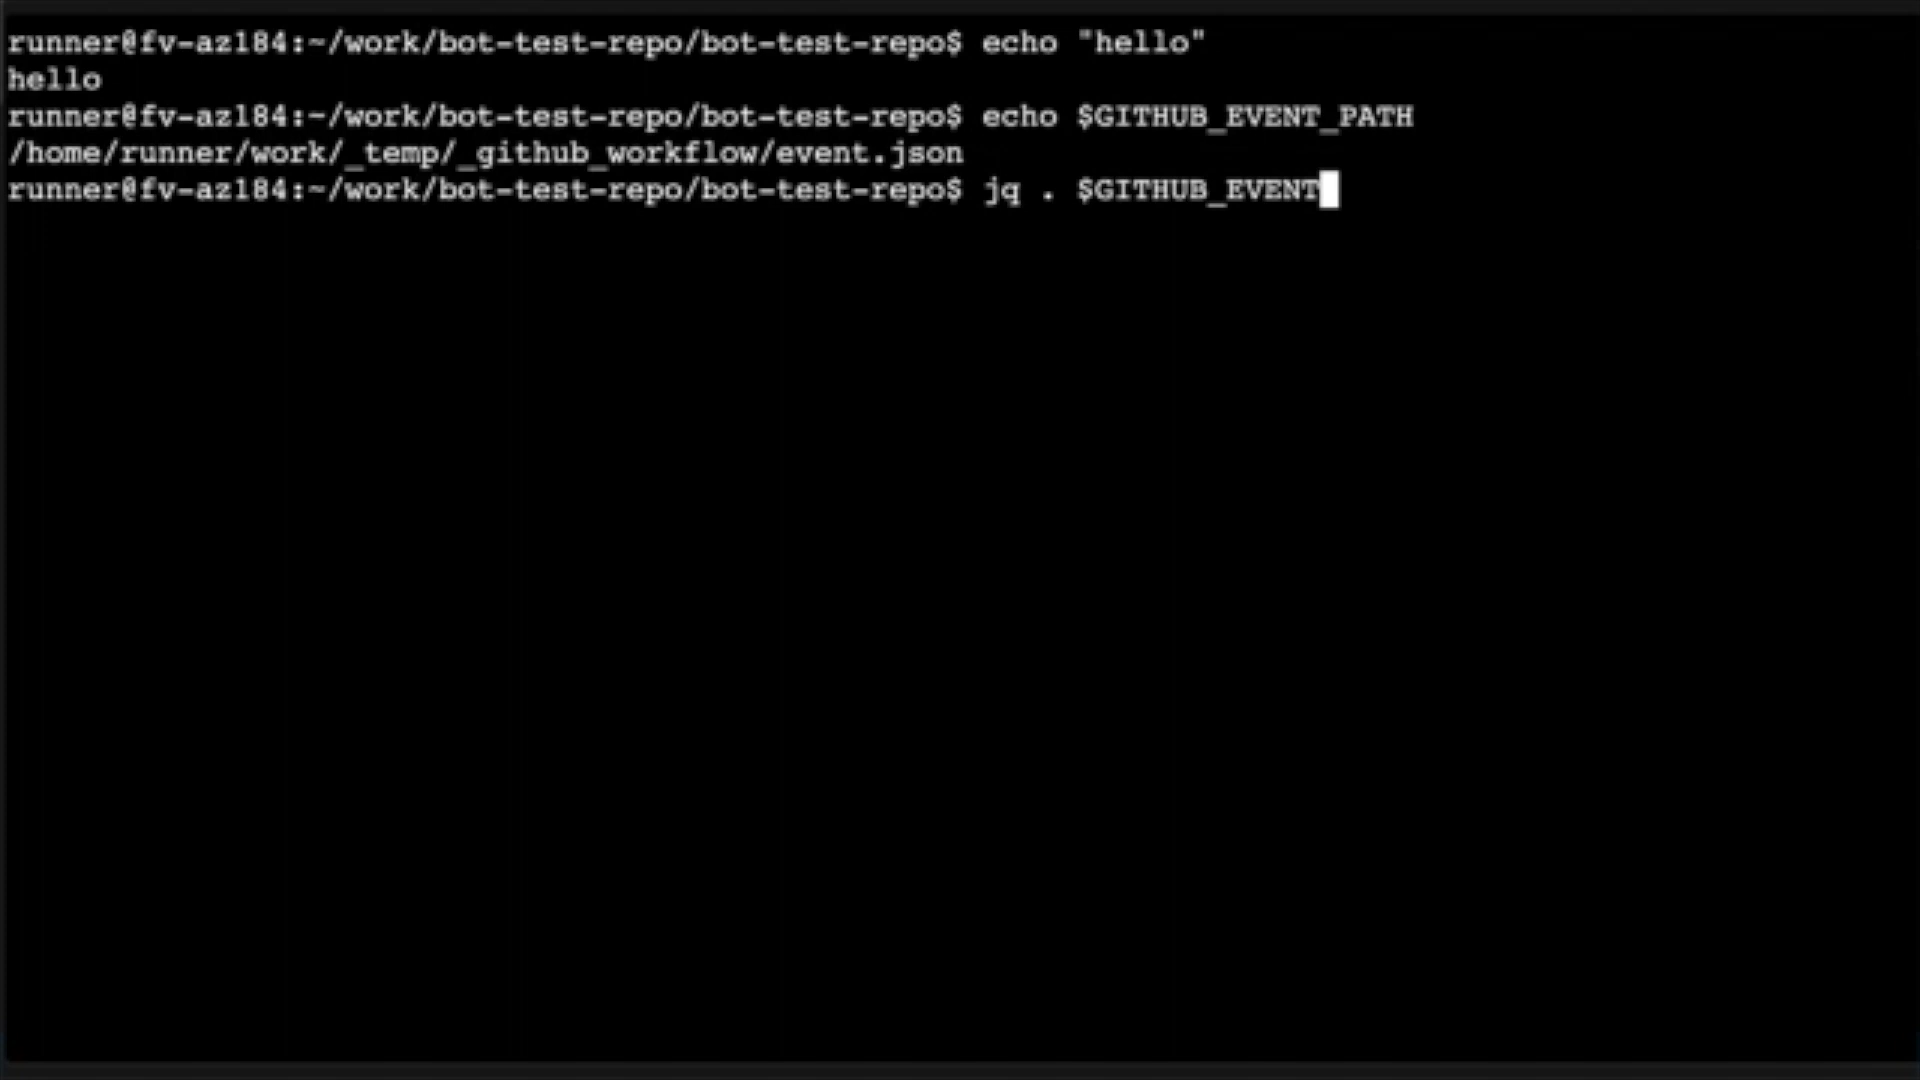 runner@fv-az184:~/work/bot-test-repo/bot-test-repo$ echo "hello"
hello
runner@fv-az184:~/work/bot-test-repo/bot-test-repo$ echo $GITHUB_EVENT_PATH
/home/runner/work/_temp/_github_workflow/event.json
runner@fv-az184:~/work/bot-test-repo/bot-test-repo$ jq . $GITHUB_EVENT